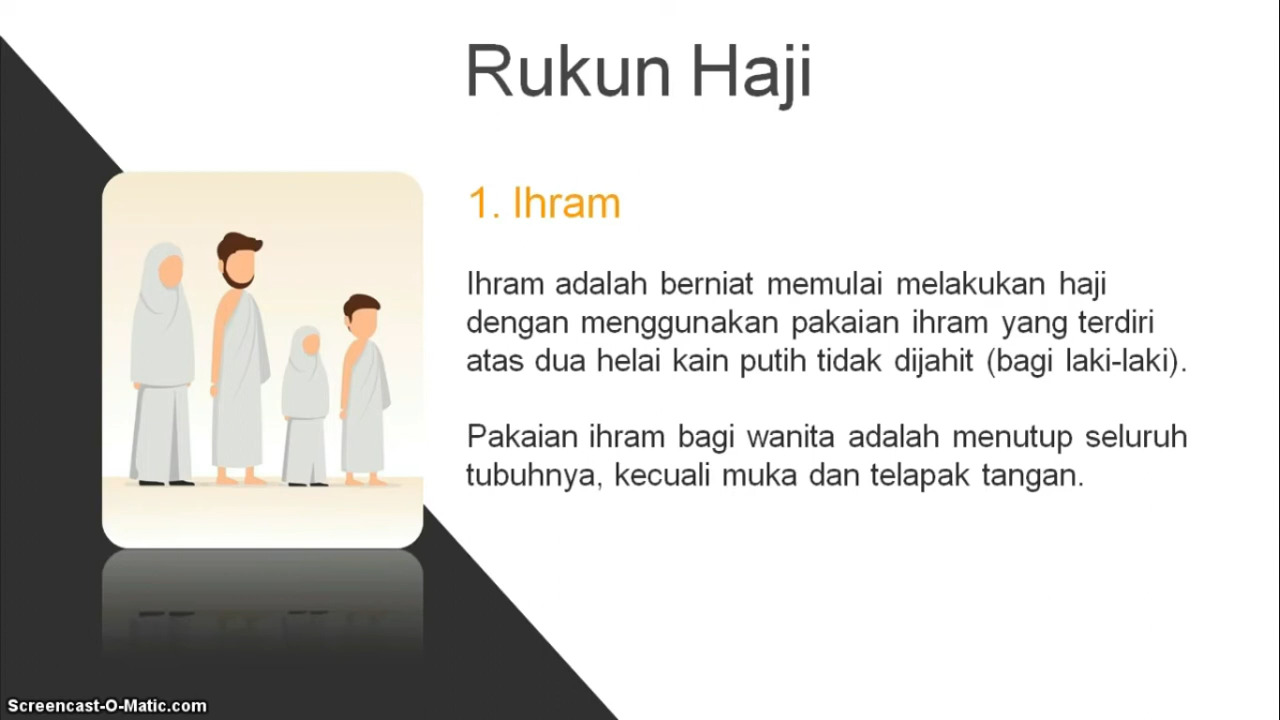 Rukun Haji
1. Ihram
Ihram adalah berniat memulai melakukan haji
dengan menggunakan pakaian ihram yang terdiri
atas dua helai kain putih tidak dijahit (bagi laki-laki).
Pakaian ihram bagi wanita adalah menutup seluruh
tubuhnya, kecuali muka dan telapak tangan.
Screencast-O-Matic.com